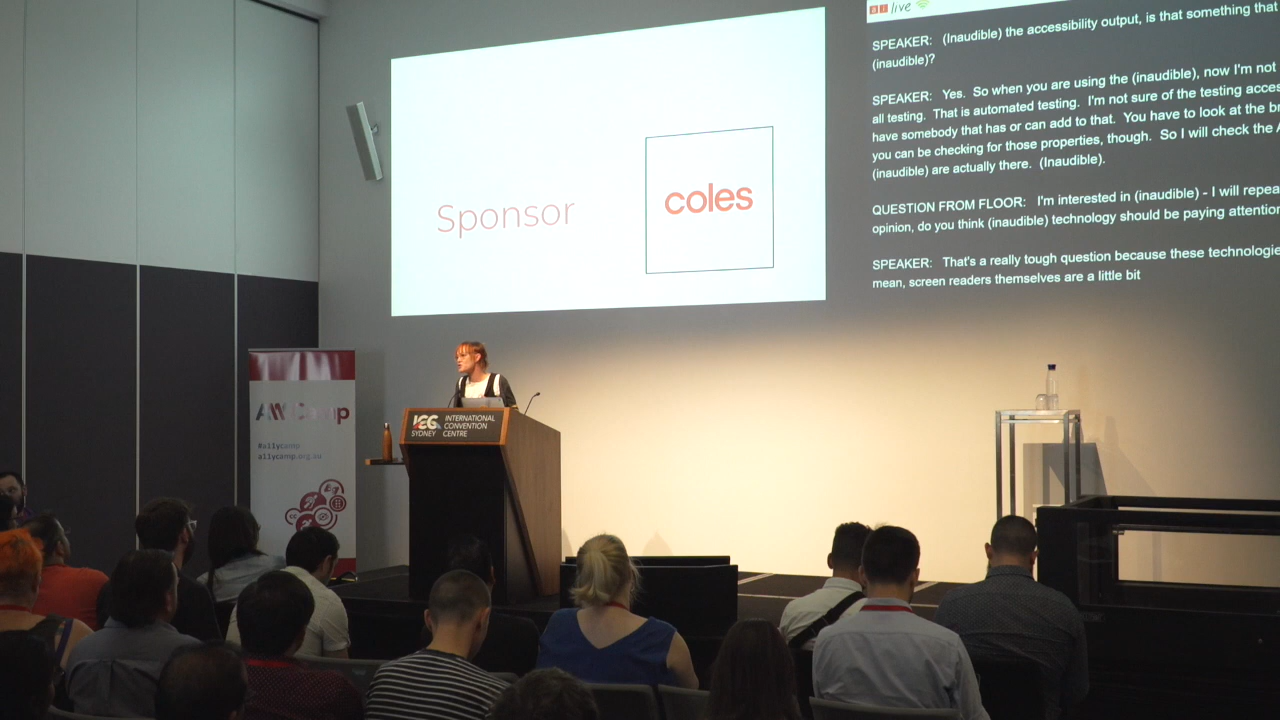 Sponsor
coles
ai live
SPEAKER: (Inaudible) the accessibility output, is that something that
(inaudible)?
SPEAKER: Yes. So when you are using the (inaudible), now I'm not
all testing. That is automated testing. I'm not sure of the testing
have somebody that has or can add to that. You have to look at the
you can be checking for those properties, though. So I will check the
(inaudible) are actually there. (Inaudible).
QUESTION FROM FLOOR: I'm interested in (inaudible) - I will
opinion, do you think (inaudible) technology should be paying
SPEAKER: That's a really tough question because these
mean, screen readers themselves are a little bit
A11y Camp
#a11ycamp
a11ycamp.org.au
ICC
SYDNEY
INTERNATIONAL
CONVENTION
CENTRE